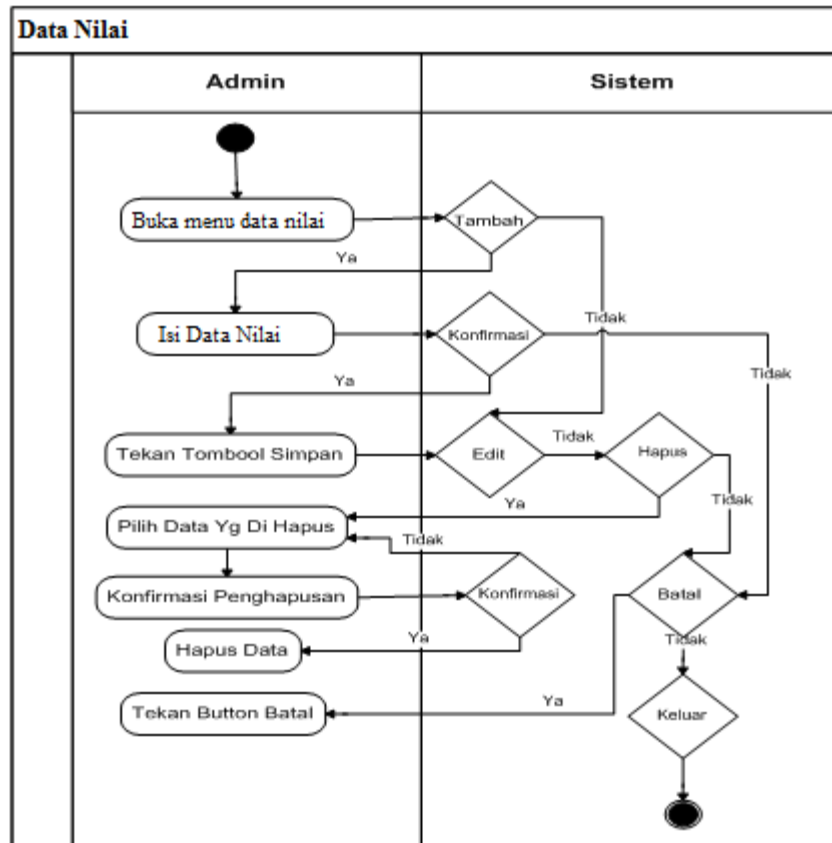 Data Nilai
Admin
Sistem
Buka menu data nilai
Tambah
Ya
Tidak
Isi Data Nilai
Konfirmasi
Tidak
Ya
Tekan Tombool Simpan
Edit
Tidak
Hapus
Ya
Tidak
Pilih Data Yg Di Hapus
Tidak
Konfirmasi Penghapusan
Konfirmasi
Batal
Ya
Hapus Data
Tidak
Tekan Button Batal
Ya
Keluar